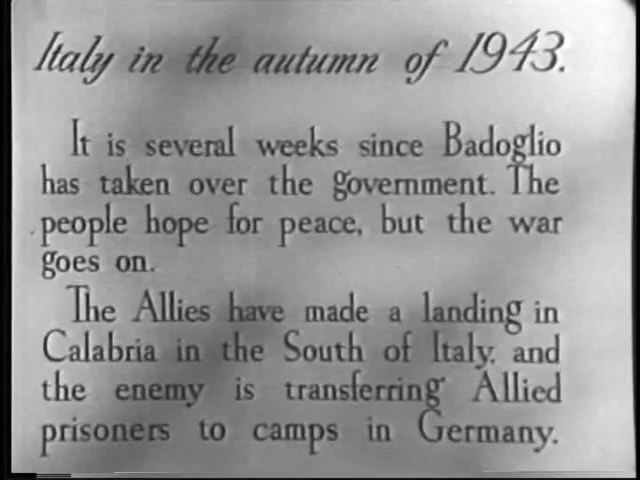 Italy in the autumn of 1943.
It is several weeks since Badoglio
has taken over the government. The
people hope for peace, but the war
goes on.
The Allies have made a landing in
Calabria in the South of Italy, and
the enemy is transferring Allied
prisoners to camps in Germany.